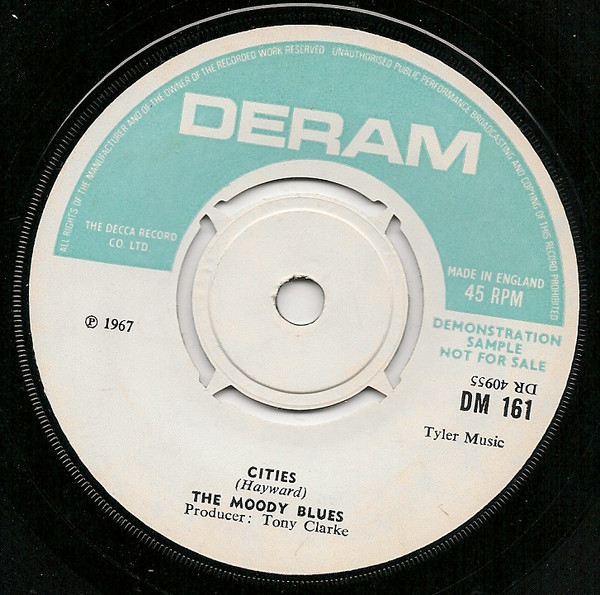 ALL RIGHTS OF THE MANUFACTURER AND OF THE OWNER OF THE RECORDED WORK RESERVED   UNAUTHORISED PUBLIC PERFORMANCE BROADCASTING AND COPYING OF THIS RECORD PROHIBITED
DERAM
THE DECCA RECORD
CO. LTD
MADE IN ENGLAND
45 RPM
℗ 1967
DEMONSTRATION
SAMPLE
NOT FOR SALE
DR 40955
DM 161
Tyler Music
CITIES
(Hayward)
THE MOODY BLUES
Producer: Tony Clarke